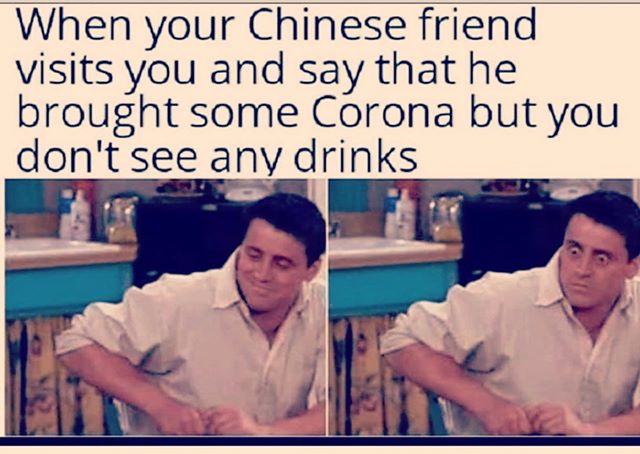 When your Chinese friend
visits you and say that he
brought some Corona but you
don't see any drinks